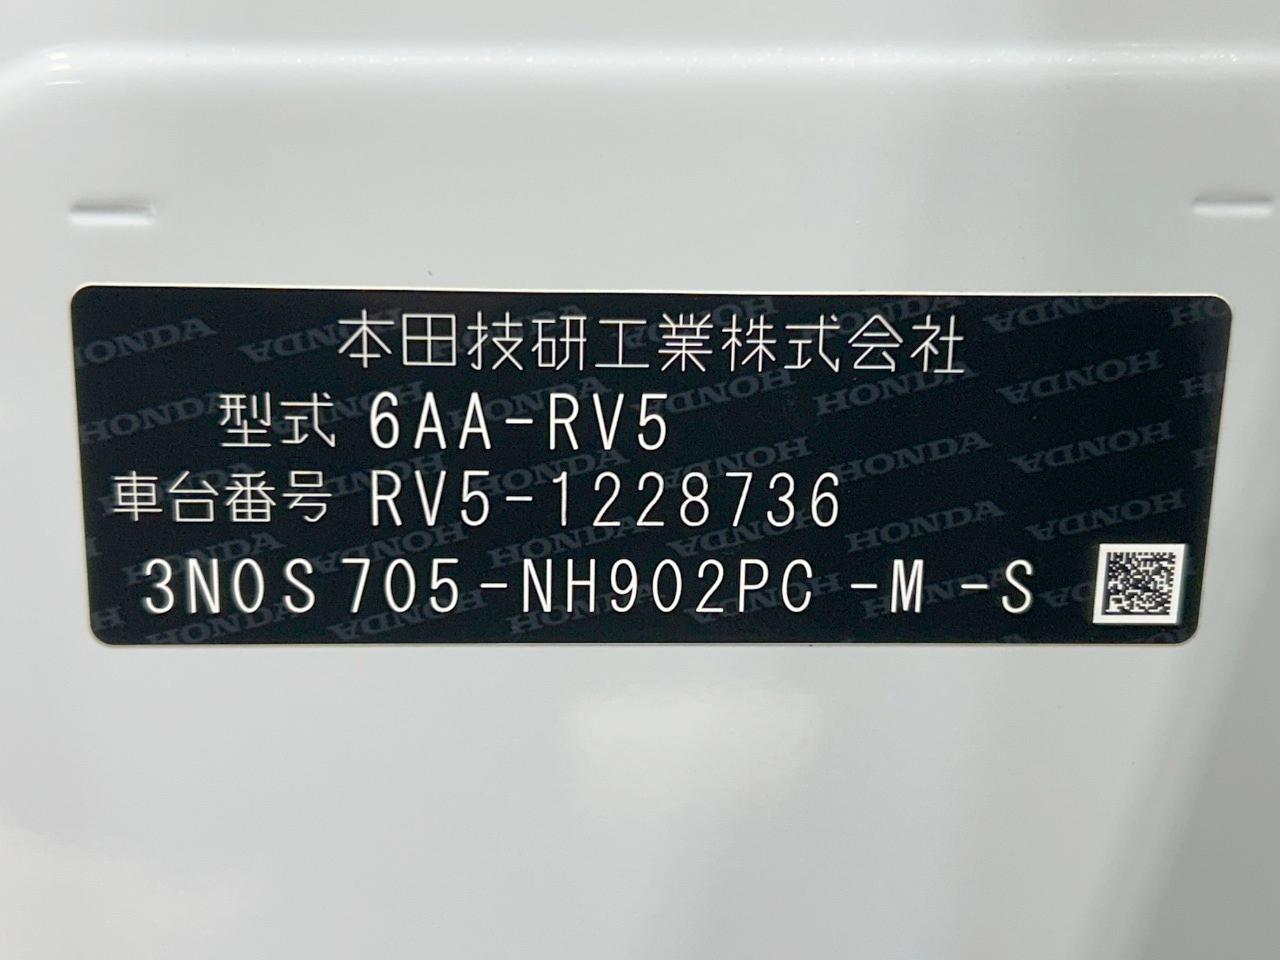 本田技研工業株式会社
型式 6AA-RV5
車台番号 RV5-1228736
3N0S705-NH902PC -M -S